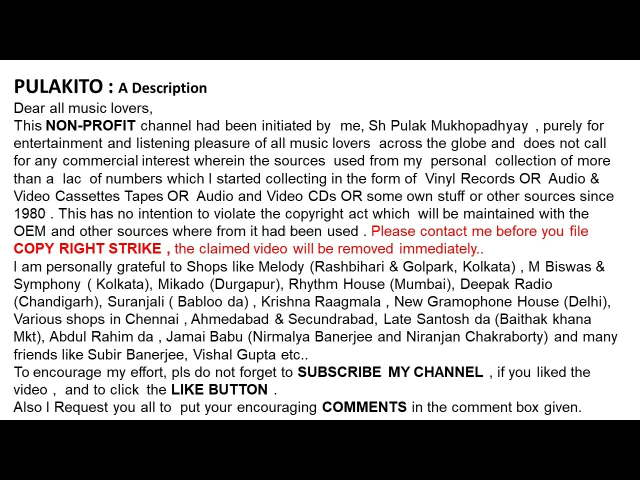 PULAKITO : A Description
Dear all music lovers,
This NON-PROFIT channel had been initiated by me, Sh Pulak Mukhopadhyay , purely for
entertainment and listening pleasure of all music lovers across the globe and does not call
for any commercial interest wherein the sources used from my personal collection of more
than a lac of numbers which I started collecting in the form of Vinyl Records OR Audio &
Video Cassettes Tapes OR Audio and Video CDs OR some own stuff or other sources since
1980 . This has no intention to violate the copyright act which will be maintained with the
OEM and other sources where from it had been used . Please contact me before you file
COPY RIGHT STRIKE , the claimed video will be removed immediately..
I am personally grateful to Shops like Melody (Rashbihari & Golpark, Kolkata) , M Biswas &
Symphony ( Kolkata), Mikado (Durgapur), Rhythm House (Mumbai), Deepak Radio
(Chandigarh), Suranjali ( Babloo da) , Krishna Raagmala , New Gramophone House (Delhi),
Various shops in Chennai , Ahmedabad & Secundrabad, Late Santosh da (Baithak khana
Mkt), Abdul Rahim da , Jamai Babu (Nirmalya Banerjee and Niranjan Chakraborty) and many
friends like Subir Banerjee, Vishal Gupta etc..
To encourage my effort, pls do not forget to SUBSCRIBE MY CHANNEL , if you liked the
video , and to click the LIKE BUTTON .
Also I Request you all to put your encouraging COMMENTS in the comment box given.